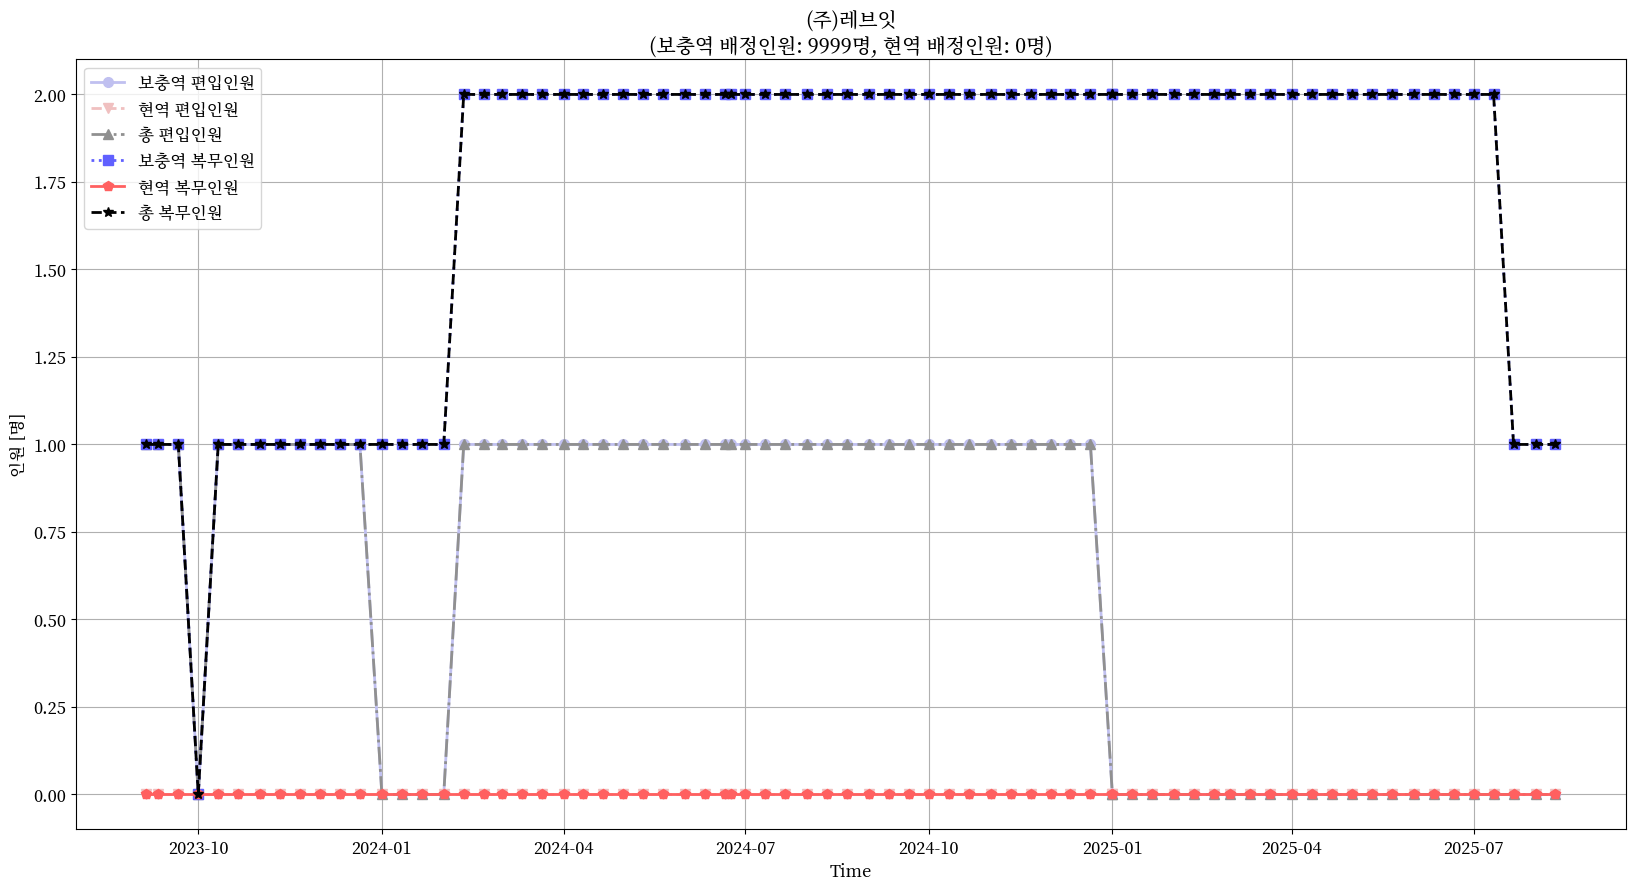 (주)레브잇
(보충역 배정인원: 9999명, 현역 배정인원: 0명)
보충역 편입인원
현역 편입인원
총 편입인원
보충역 복무인원
현역 복무인원
총 복무인원
2.00
1.75
1.50
1.25
1.00
0.75
0.50
0.25
0.00
인원 [명]
2023-10
2024-01
2024-04
2024-07
2024-10
2025-01
2025-04
2025-07
Time